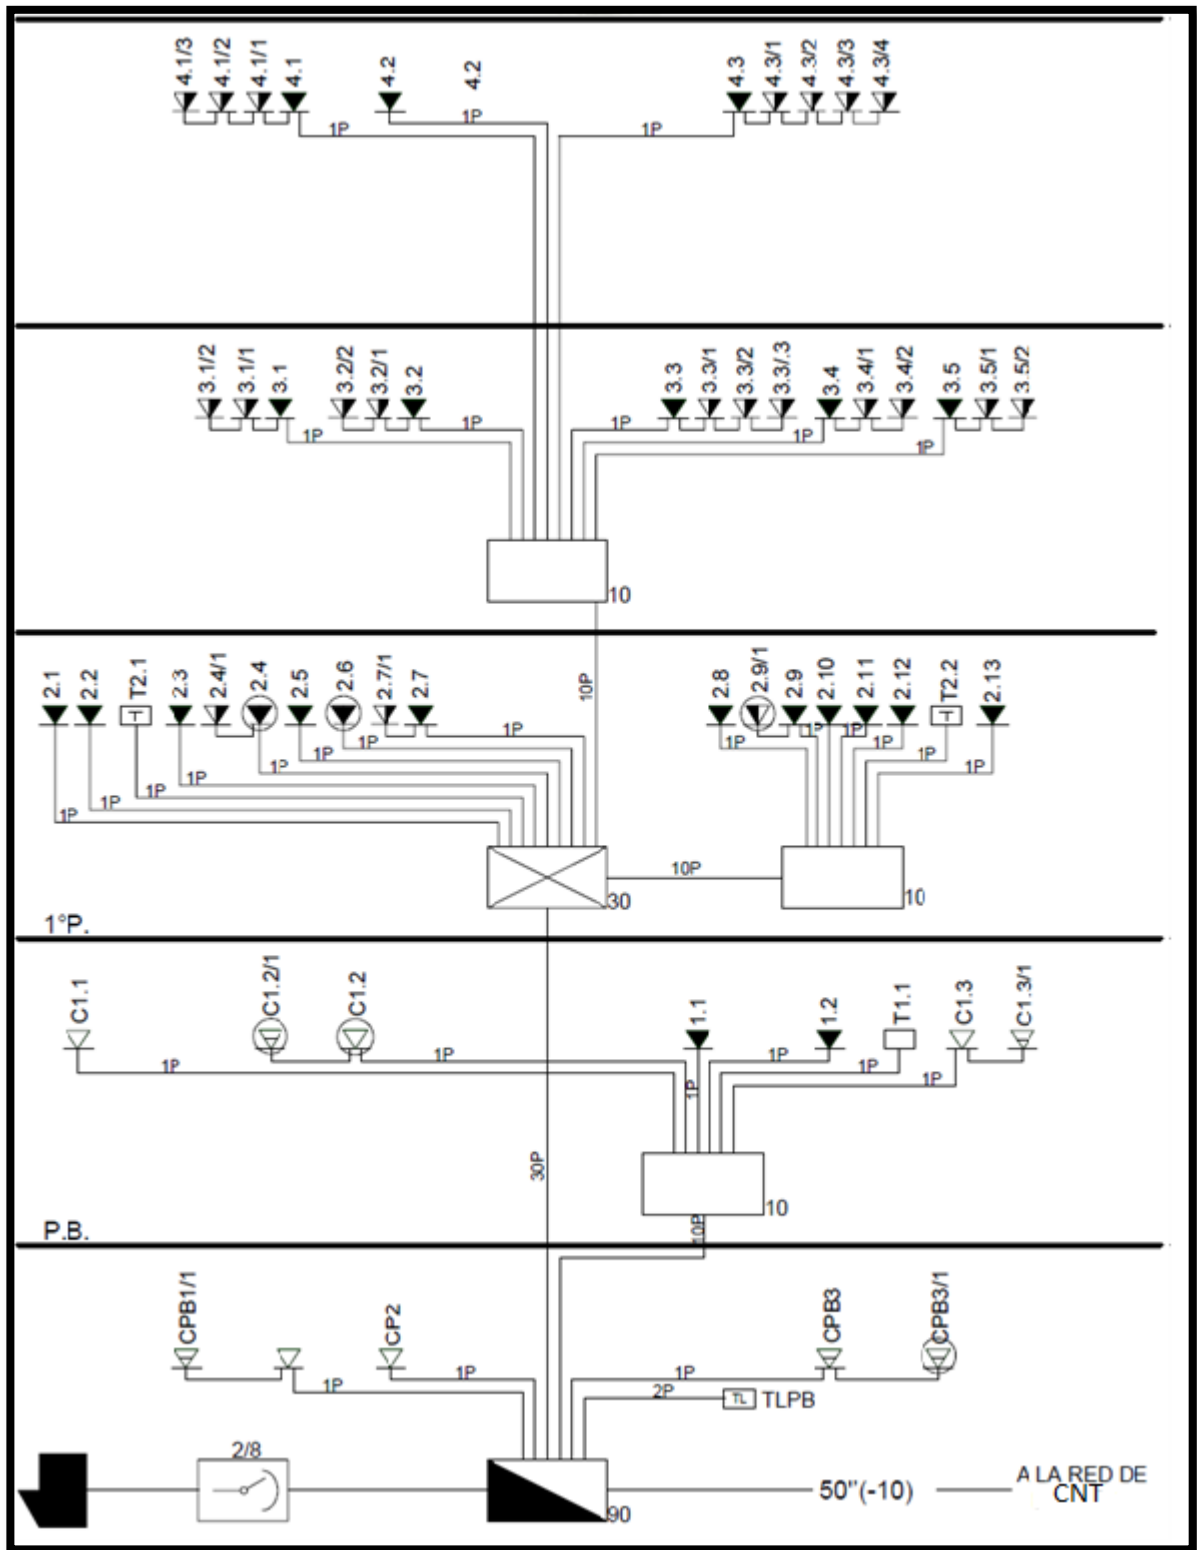 4.1/3 4.1/2 4.1/1 4.1 4.2 4.2 4.3 4.3/1 4.3/2 4.3/3 4.3/4
1P 1P 1P
3.1/2 3.1/1 3.1 3.2/2 3.2/1 3.2 3.3 3.3/1 3.3/2 3.3/.3 3.4 3.4/1 3.4/2 3.5 3.5/1 3.5/2
1P 1P 1P 1P 1P
10
2.1 2.2 T2.1 2.3 2.4/1 2.4 2.5 2.6 2.7/1 2.7 10P 2.8 2.9/1 2.9 2.10 2.11 2.12 T2.2 2.13
T T
1P 1P 1P
1P 1P 1P
1P 1P
1P 1P
1P
1P
1P
1P
10P
30 10
1°P.
C1.1 C1.2/1 C1.2 1.1 1.2 T1.1 C1.3 C1.3/1
1P 1P
1P 1P
1P 1P
30P
10
P.B. 10P
CPB1/1 CP2 CPB3 CPB3/1
1P 1P
1P 2P TL TLPB
2/8
50"(-10) A LA RED DE
CNT
90